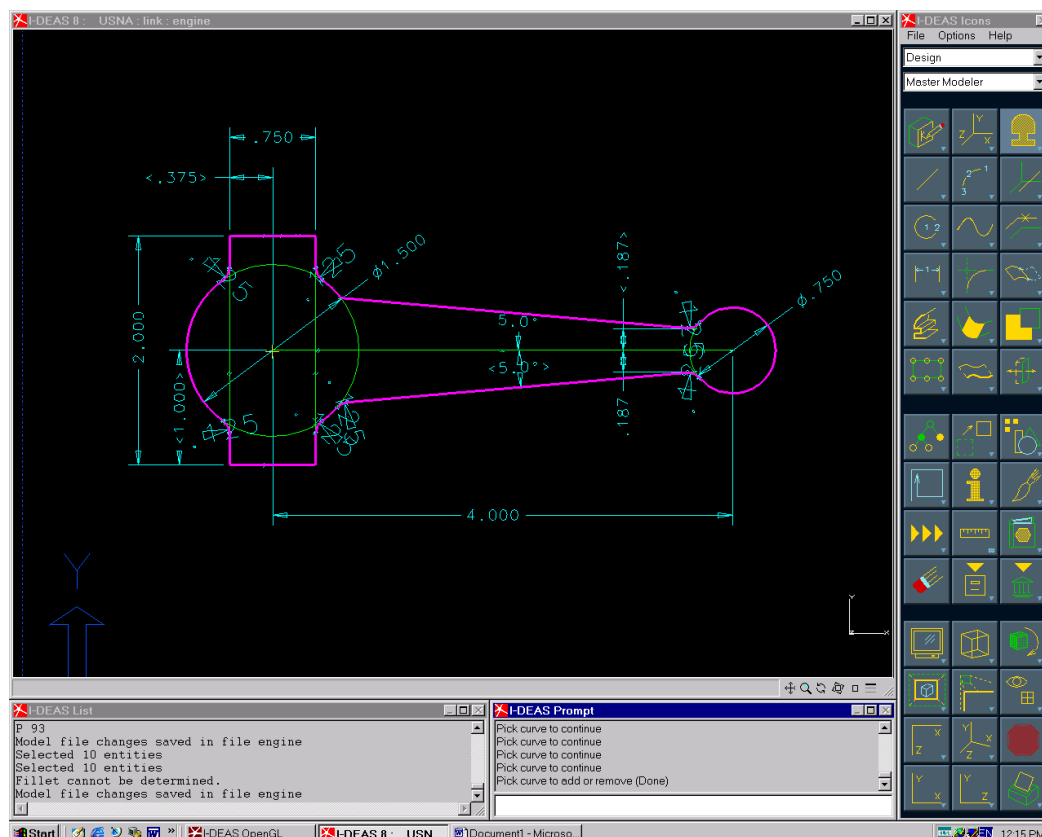 I-DEAS 8 :    USNA : link : engine
I-DEAS Icons
File Options Help
Design
Master Modeler
.750
<.375>
ø1.500
<.187>
ø.750
5.0°
<5.0°>
2.000
<1.000>
.187
4.000
Y
Y
X
I-DEAS List
P 93
Model file changes saved in file engine
Selected 10 entities
Selected 10 entities
Fillet cannot be determined.
Model file changes saved in file engine
I-DEAS Prompt
Pick curve to continue
Pick curve to continue
Pick curve to continue
Pick curve to continue
Pick curve to add or remove (Done)
Start
I-DEAS OpenGL
I-DEAS 8 :    USN...
Document1 - Microso...
EN
12:15 PM